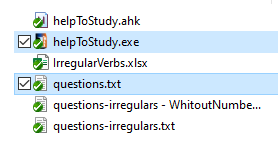 helpToStudy.ahk
helpToStudy.exe
IrregularVerbs.xlsx
questions.txt
questions-irregulars - WhitoutNumbe...
questions-irregulars.txt